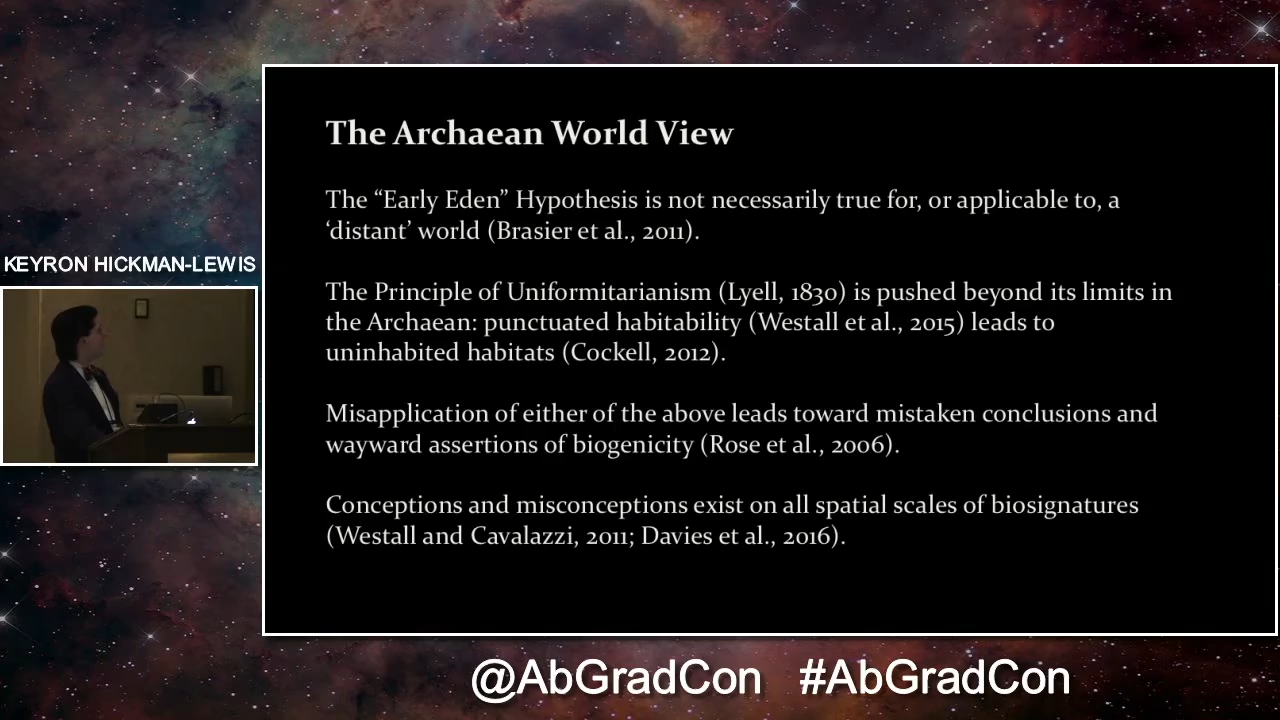 The Archaean World View
The “Early Eden” Hypothesis is not necessarily true for, or applicable to, a
‘distant’ world (Brasier et al., 2011).
The Principle of Uniformitarianism (Lyell, 1830) is pushed beyond its limits in
the Archaean: punctuated habitability (Westall et al., 2015) leads to
uninhabited habitats (Cockell, 2012).
Misapplication of either of the above leads toward mistaken conclusions and
wayward assertions of biogenicity (Rose et al., 2006).
Conceptions and misconceptions exist on all spatial scales of biosignatures
(Westall and Cavalazzi, 2011; Davies et al., 2016).
KEYRON HICKMAN-LEWIS
@AbGradCon #AbGradCon